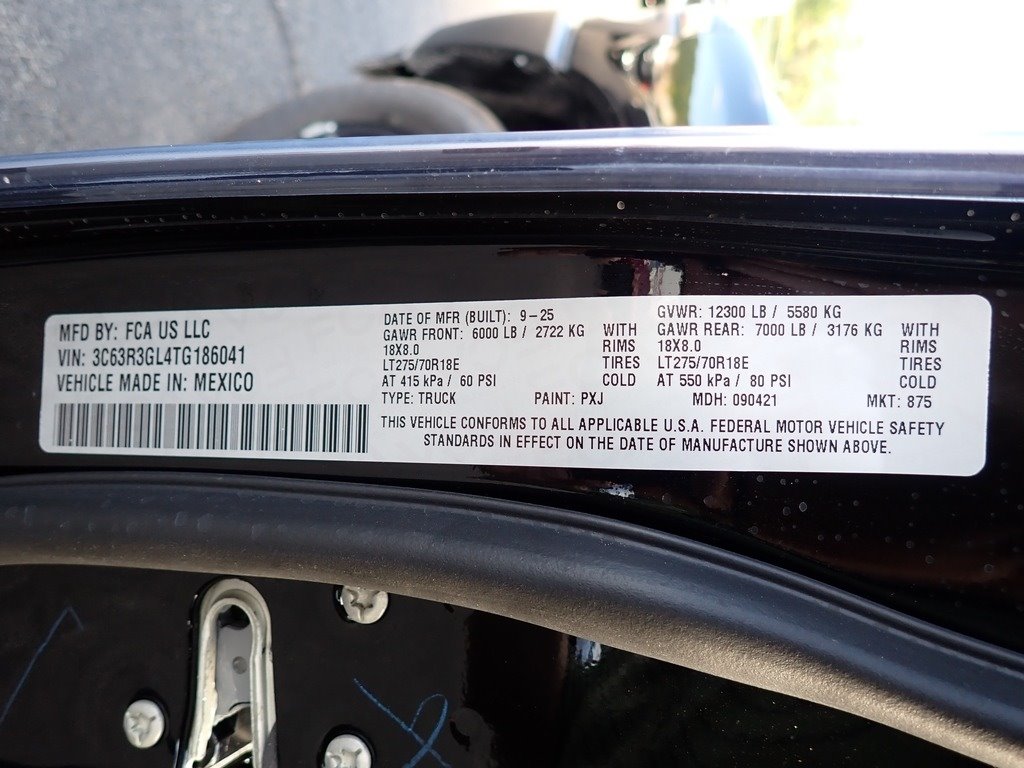 MFD BY: FCA US LLC
VIN: 3C63R3GL4TG186041
VEHICLE MADE IN: MEXICO
DATE OF MFR (BUILT): 9-25
GVWR: 12300 LB / 5580 KG
GAWR FRONT: 6000 LB / 2722 KG WITH
18X8.0 RIMS
LT275/70R18E TIRES
AT 415 kPa / 60 PSI COLD
GAWR REAR: 7000 LB / 3176 KG WITH
18X8.0 RIMS
LT275/70R18E TIRES
AT 550 kPa / 80 PSI COLD
TYPE: TRUCK PAINT: PXJ MDH: 090421 MKT: 875
THIS VEHICLE CONFORMS TO ALL APPLICABLE U.S.A. FEDERAL MOTOR VEHICLE SAFETY
STANDARDS IN EFFECT ON THE DATE OF MANUFACTURE SHOWN ABOVE.